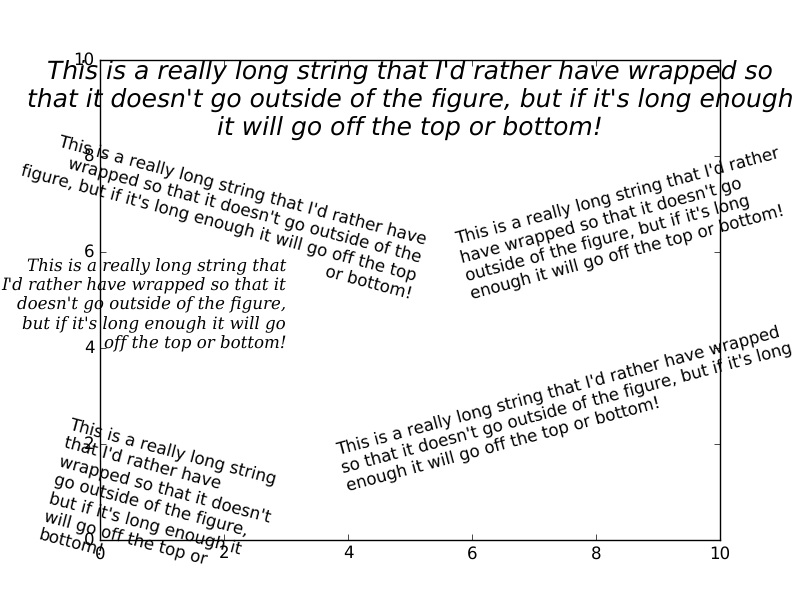 This is a really long string that I'd rather have wrapped so
that it doesn't go outside of the figure, but if it's long enough
it will go off the top or bottom!
This is a really long string that I'd rather have
wrapped so that it doesn't go outside of the
figure, but if it's long enough it will go off the top
or bottom!
This is a really long string that I'd rather
have wrapped so that it doesn't go
outside of the figure, but if it's long
enough it will go off the top or bottom!
This is a really long string that
I'd rather have wrapped so that it
doesn't go outside of the figure,
but if it's long enough it will go
off the top or bottom!
This is a really long string that I'd rather have wrapped
so that it doesn't go outside of the figure, but if it's long
enough it will go off the top or bottom!
This is a really long string
that I'd rather have
wrapped so that it doesn't
go outside of the figure,
but if it's long enough it
will go off the top or
bottom!
10
8
6
4
2
0
0 2 4 6 8 10